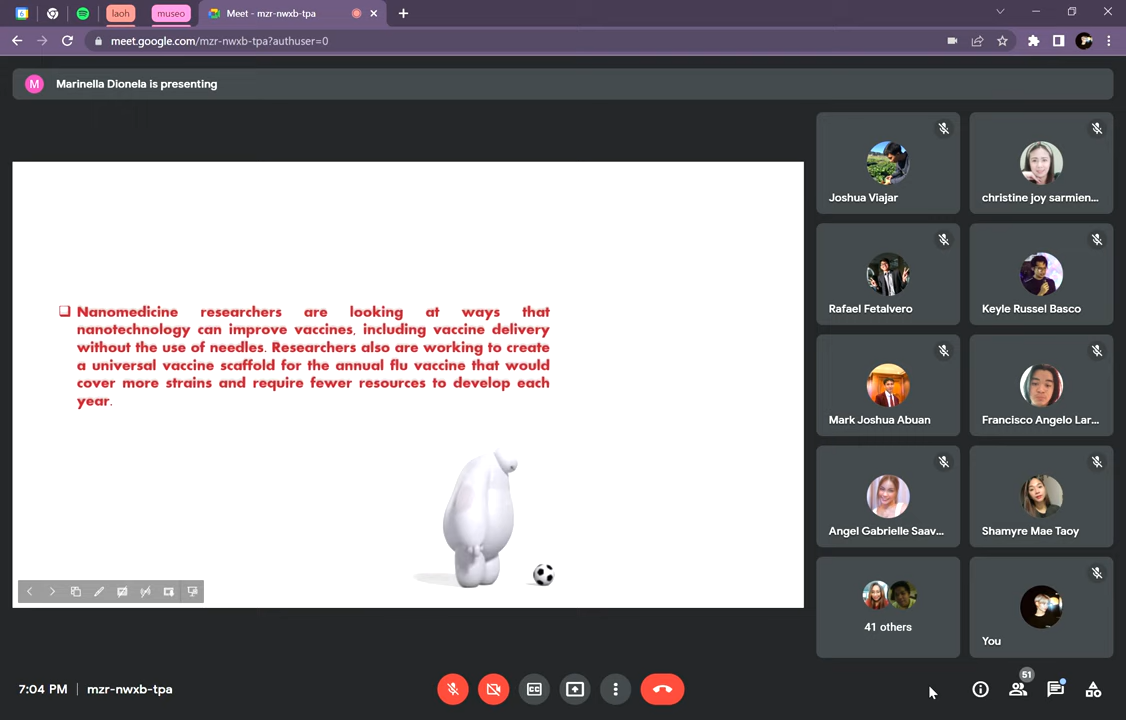 laoh
museo
Meet - mzr-nwxb-tpa
meet.google.com/mzr-nwxb-tpa?authuser=0
M
Marinella Dionela is presenting
Nanomedicine researchers are looking at ways that
nanotechnology can improve vaccines, including vaccine delivery
without the use of needles. Researchers also are working to create
a universal vaccine scaffold for the annual flu vaccine that would
cover more strains and require fewer resources to develop each
year.
Joshua Viajar
christine joy sarmien...
Rafael Fetalvero
Keyle Russel Basco
Mark Joshua Abuan
Francisco Angelo Lar...
Angel Gabrielle Saav...
Shamyre Mae Taoy
41 others
You
7:04 PM | mzr-nwxb-tpa
51